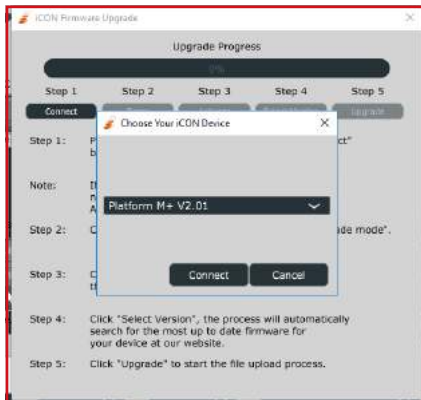 iCON Firmware Upgrade
Upgrade Progress
0%
Step 1 Step 2 Step 3 Step 4 Step 5
Connect Upgrade
Choose Your iCON Device
Step 1: ct"
Note:
Platform M+ V2.01
Step 2: de mode".
Step 3:
Connect Cancel
Step 4: Click "Select Version", the process will automatically
search for the most up to date firmware for
your device at our website.
Step 5: Click "Upgrade" to start the file upload process.